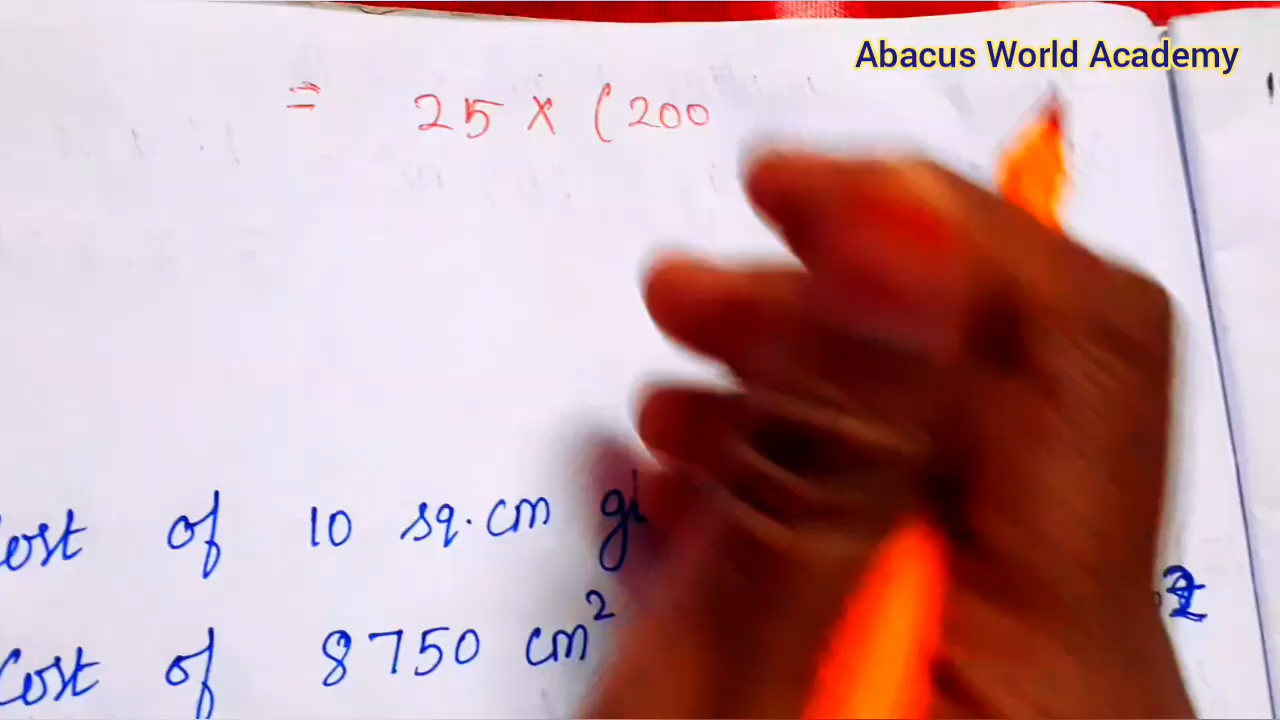 Abacus World Academy
= 25 × (200
Cost of 10 sq.cm
Cost of 8750 cm²